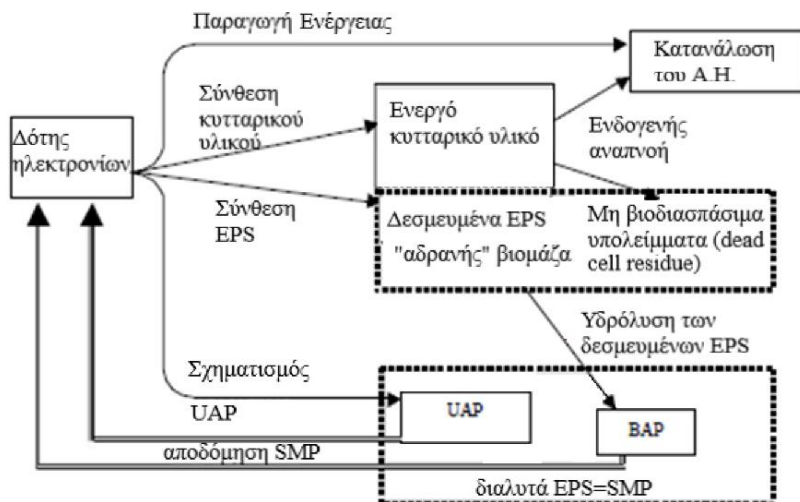 Παραγωγή Ενέργειας
Κατανάλωση
του Α.Η.
Σύνθεση
κυτταρικού
υλικού
Ενεργό
κυτταρικό υλικό
Ενδογενής
αναπνοή
Δότης
ηλεκτρονίων
Σύνθεση
EPS
Δεσμευμένα EPS
"αδρανής" βιομάζα
Μη βιοδιασπάσιμα
υπολείμματα (dead
cell residue)
Υδρόλυση των
δεσμευμένων EPS
Σχηματισμός
UAP
UAP
BAP
αποδόμηση SMP
διαλυτά EPS=SMP